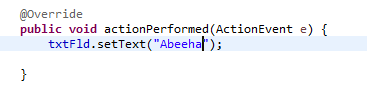 @Override
public void actionPerformed(ActionEvent e) {
txtFld.setText("Abeeha");
}